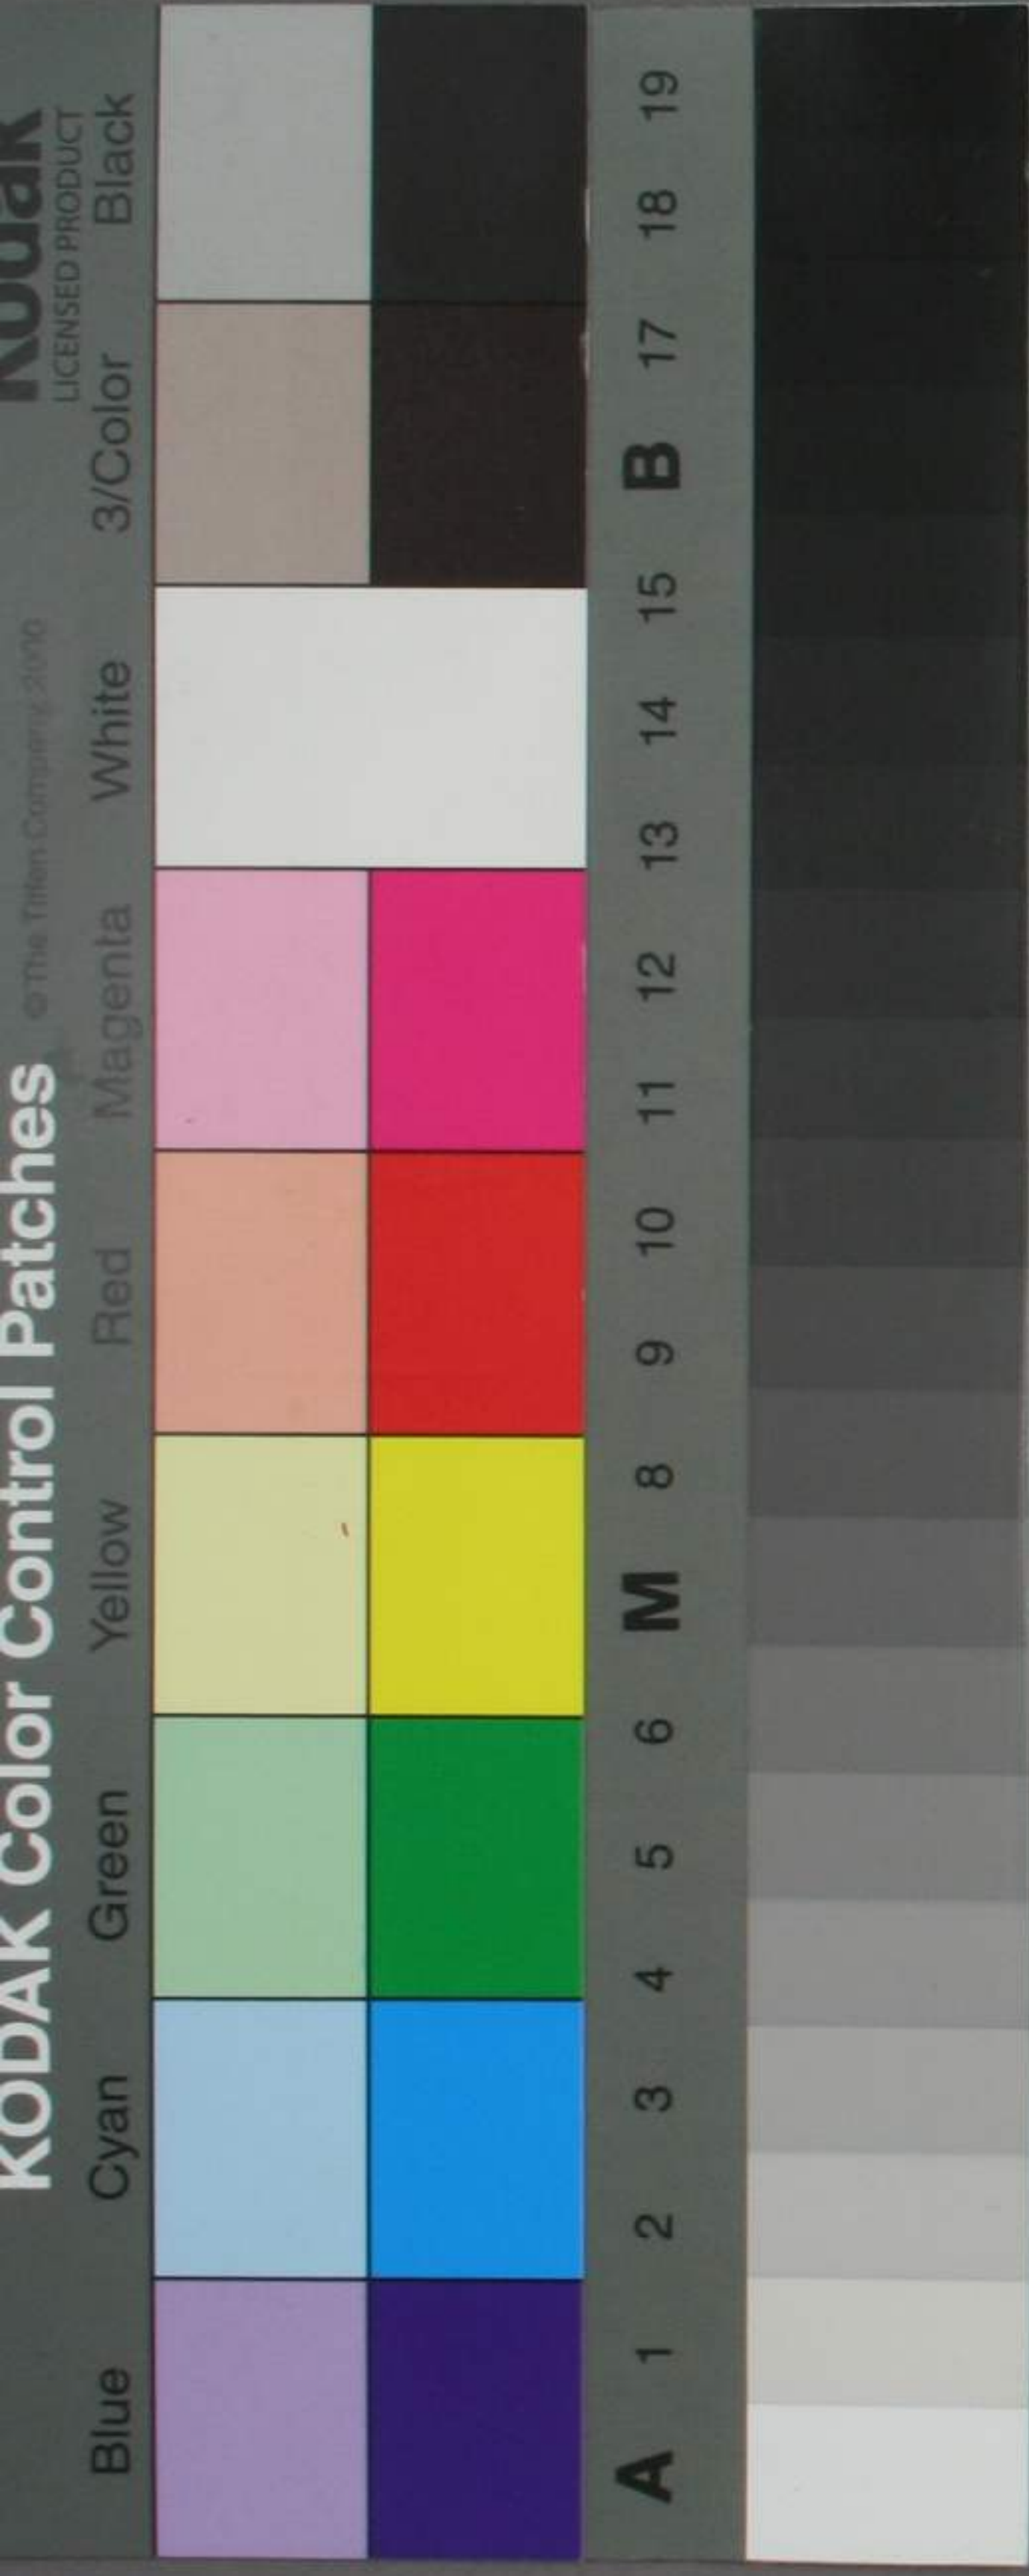 KODAK Color Control Patches
©The Tiffen Company, 2000
Kodak
LICENSED PRODUCT
Blue Cyan Green Yellow Red Magenta White 3/Color Black
A 1 2 3 4 5 6 M 8 9 10 11 12 13 14 15 B 17 18 19